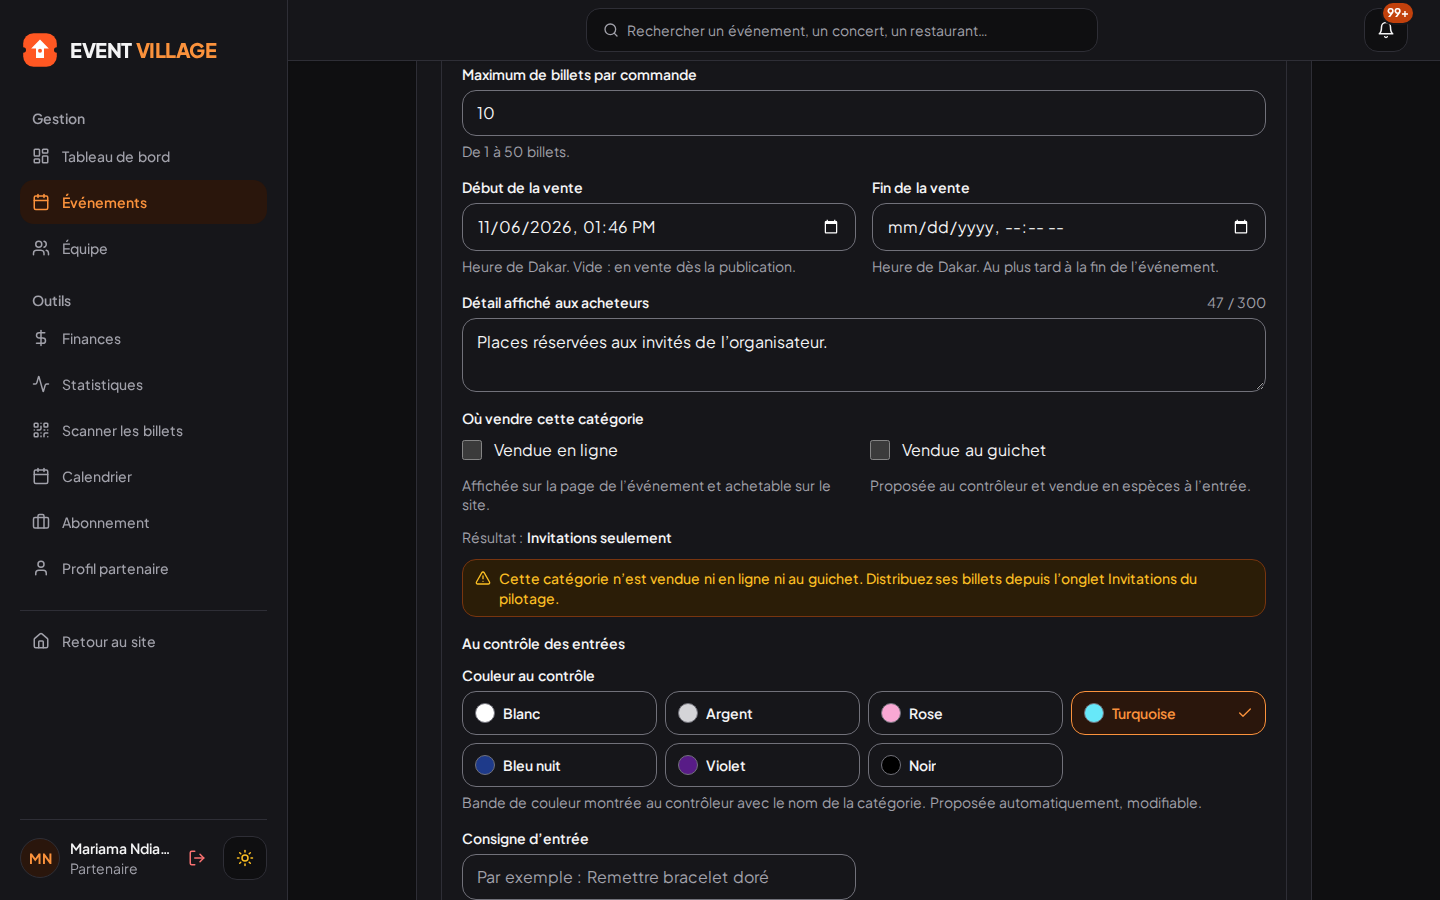 EVENT VILLAGE
Rechercher un événement, un concert, un restaurant...
99+
Gestion
Tableau de bord
Événements
Équipe
Outils
Finances
Statistiques
Scanner les billets
Calendrier
Abonnement
Profil partenaire
Retour au site
MN
Mariama Ndia...
Partenaire
Maximum de billets par commande
10
De 1 à 50 billets.
Début de la vente
Fin de la vente
11/06/2026, 01:46 PM
mm/dd/yyyy, --:-- --
Heure de Dakar. Vide : en vente dès la publication.
Heure de Dakar. Au plus tard à la fin de l’événement.
Détail affiché aux acheteurs
47 / 300
Places réservées aux invités de l’organisateur.
Où vendre cette catégorie
Vendue en ligne
Vendue au guichet
Affichée sur la page de l’événement et achetable sur le
site.
Proposée au contrôleur et vendue en espèces à l’entrée.
Résultat : Invitations seulement
Cette catégorie n’est vendue ni en ligne ni au guichet. Distribuez ses billets depuis l’onglet Invitations du
pilotage.
Au contrôle des entrées
Couleur au contrôle
Blanc
Argent
Rose
Turquoise
Bleu nuit
Violet
Noir
Bande de couleur montrée au contrôleur avec le nom de la catégorie. Proposée automatiquement, modifiable.
Consigne d’entrée
Par exemple : Remettre bracelet doré